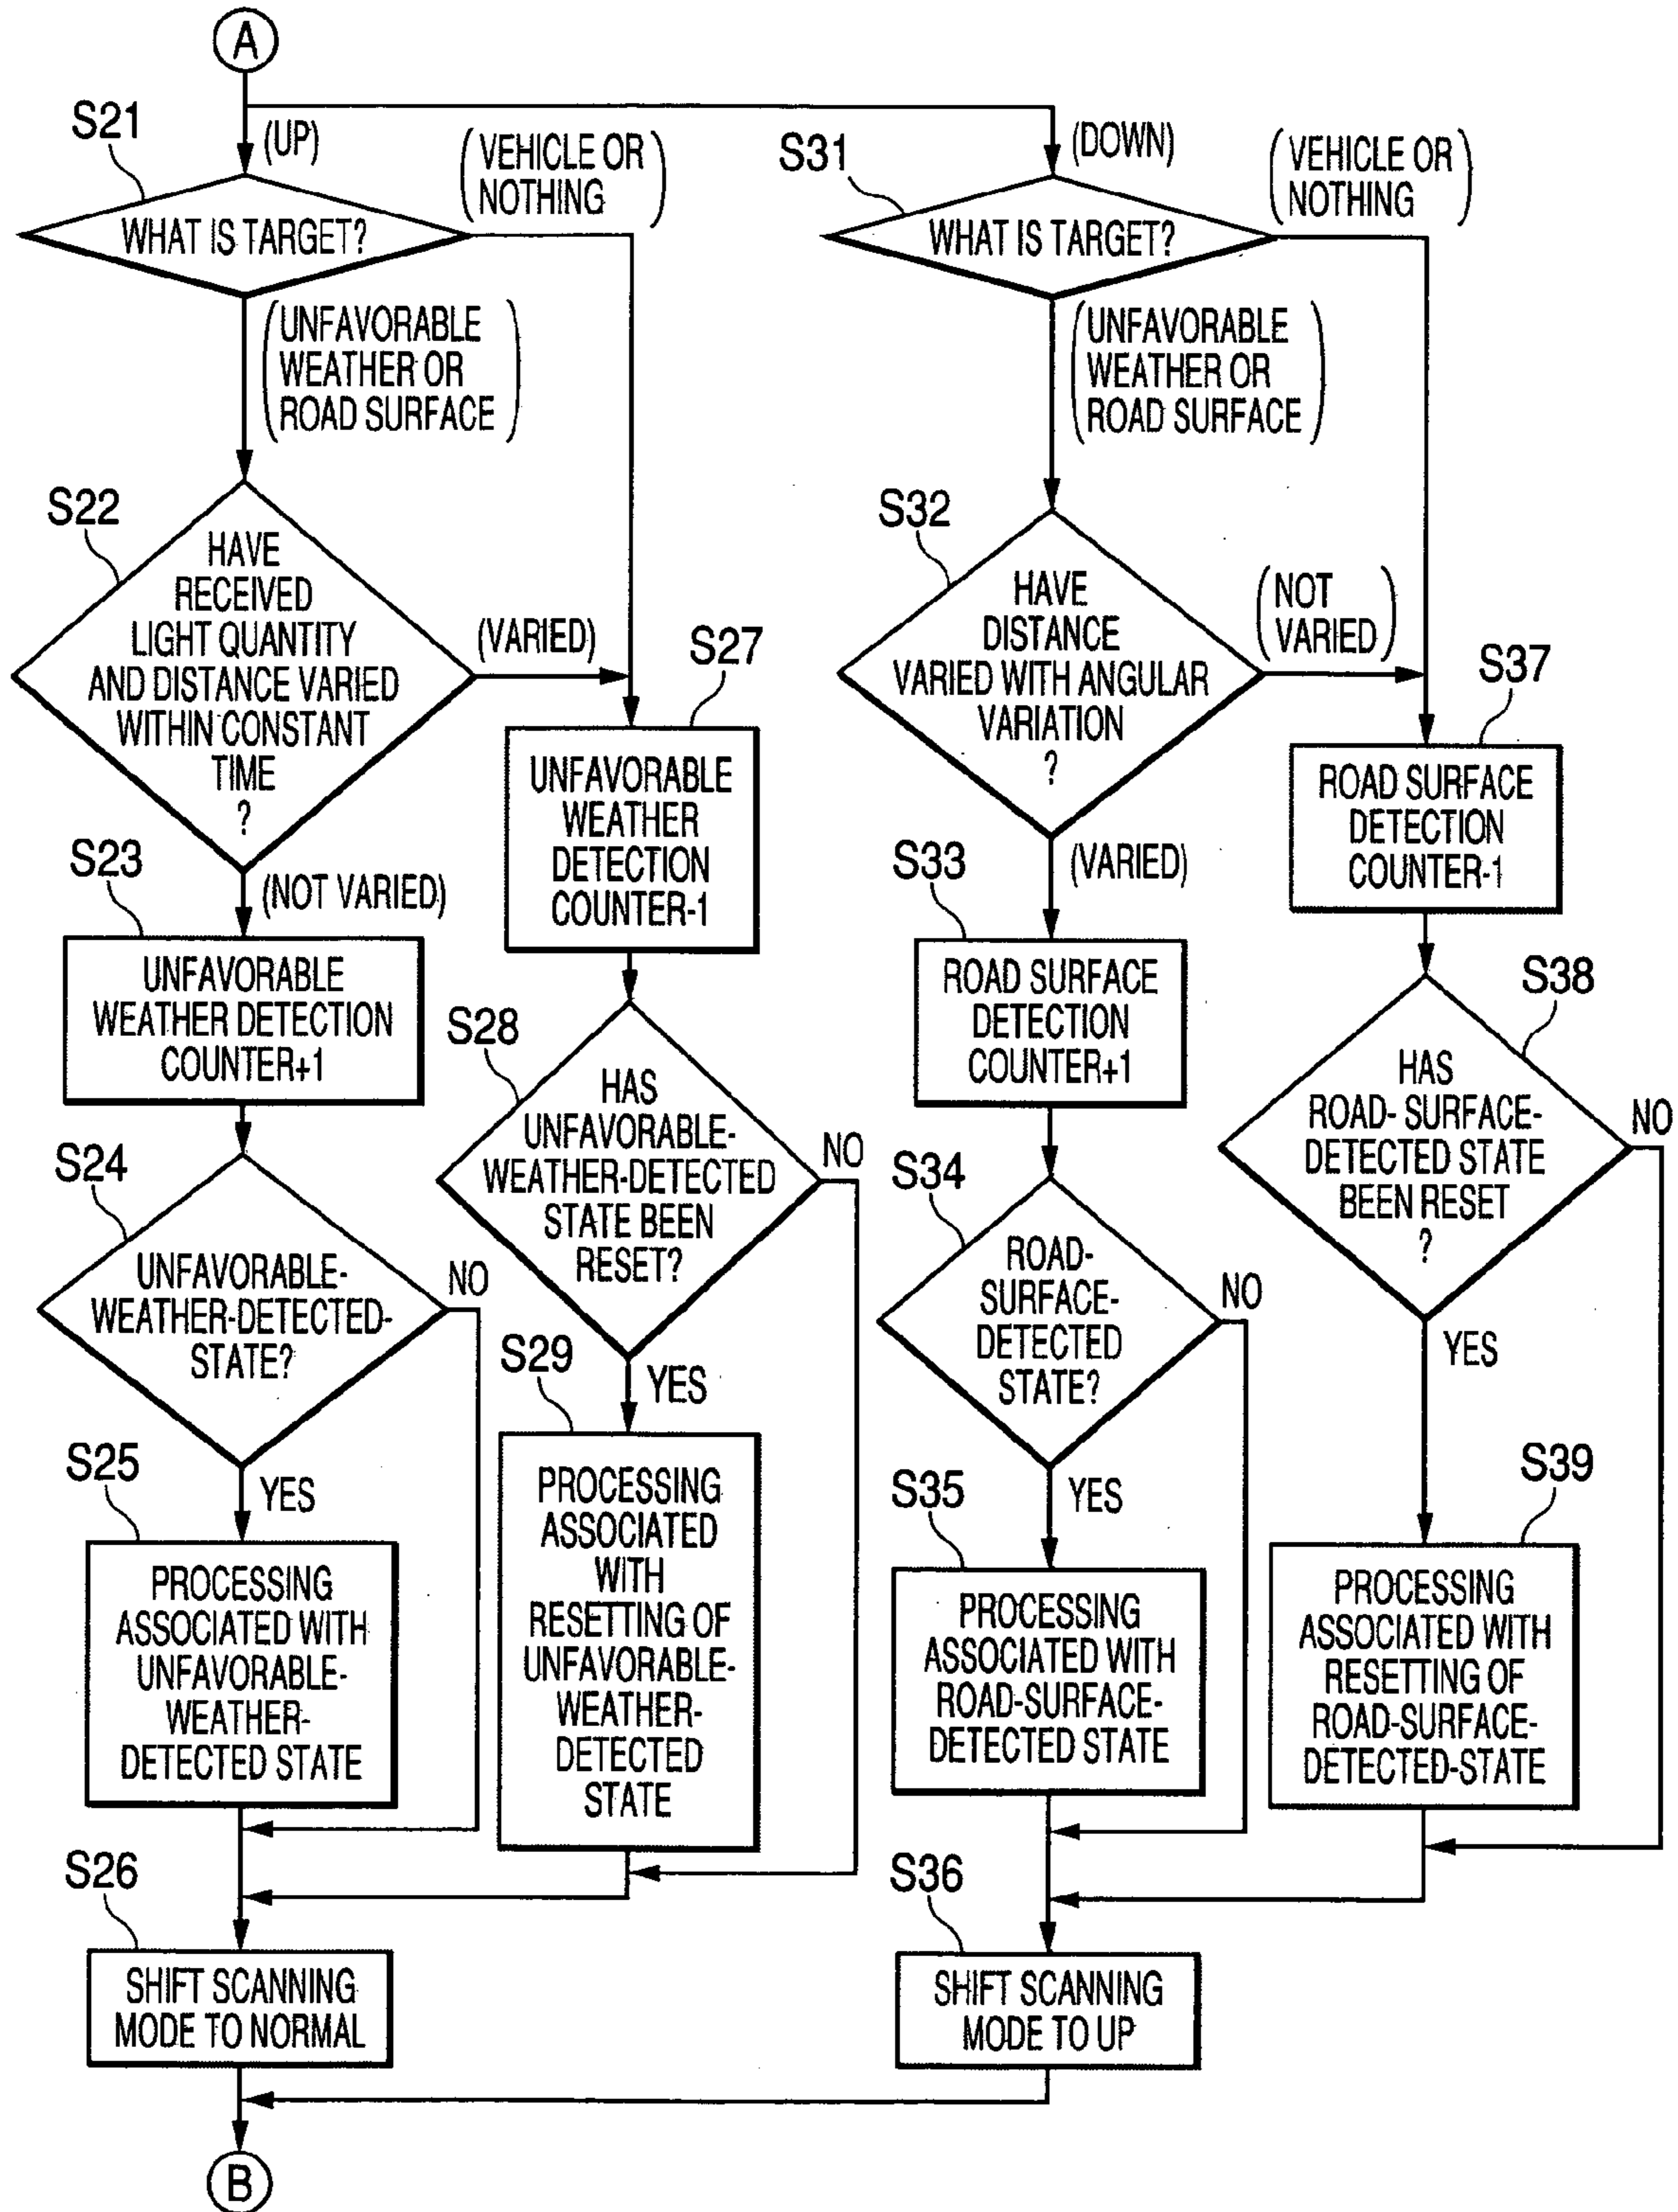 A
S21
(UP)
(VEHICLE OR
NOTHING)
WHAT IS TARGET?
(UNFAVORABLE
WEATHER OR
ROAD SURFACE)
S22
HAVE
RECEIVED
LIGHT QUANTITY
AND DISTANCE VARIED
WITHIN CONSTANT
TIME
?
(VARIED)
S23
(NOT VARIED)
UNFAVORABLE
WEATHER DETECTION
COUNTER+1
S24
UNFAVORABLE-
WEATHER-DETECTED-
STATE?
NO
YES
S25
PROCESSING
ASSOCIATED WITH
UNFAVORABLE-
WEATHER-
DETECTED STATE
S26
SHIFT SCANNING
MODE TO NORMAL
S27
UNFAVORABLE
WEATHER
DETECTION
COUNTER-1
S28
HAS
UNFAVORABLE-
WEATHER-DETECTED
STATE BEEN
RESET?
NO
YES
S29
PROCESSING
ASSOCIATED
WITH
RESETTING OF
UNFAVORABLE-
WEATHER-
DETECTED
STATE
S31
(DOWN)
(VEHICLE OR
NOTHING)
WHAT IS TARGET?
(UNFAVORABLE
WEATHER OR
ROAD SURFACE)
S32
HAVE
DISTANCE
VARIED WITH ANGULAR
VARIATION
?
(NOT
VARIED)
S33
(VARIED)
ROAD SURFACE
DETECTION
COUNTER+1
S34
ROAD-
SURFACE-
DETECTED
STATE?
NO
YES
S35
PROCESSING
ASSOCIATED WITH
ROAD-SURFACE-
DETECTED STATE
S36
SHIFT SCANNING
MODE TO UP
S37
ROAD SURFACE
DETECTION
COUNTER-1
S38
HAS
ROAD- SURFACE-
DETECTED STATE
BEEN RESET
?
NO
YES
S39
PROCESSING
ASSOCIATED WITH
RESETTING OF
ROAD-SURFACE-
DETECTED-STATE
B